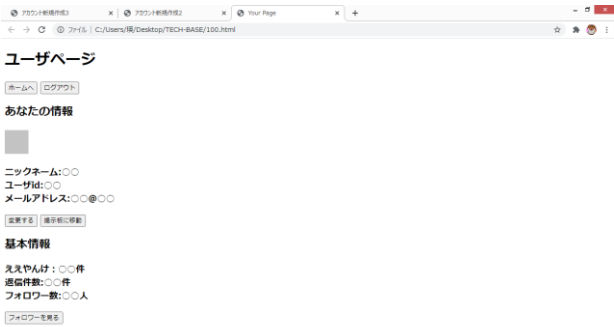 アカウント新規作成3
アカウント新規作成2
Your Page
ファイル | C:/Users/瑛/Desktop/TECH-BASE/100.html
ユーザページ
ホームへ ログアウト
あなたの情報
ニックネーム:○○
ユーザid:○○
メールアドレス:○○@○○
変更する 掲示板に移動
基本情報
ええやんけ：○○件
返信件数:○○件
フォロワー数:○○人
フォロワーを見る